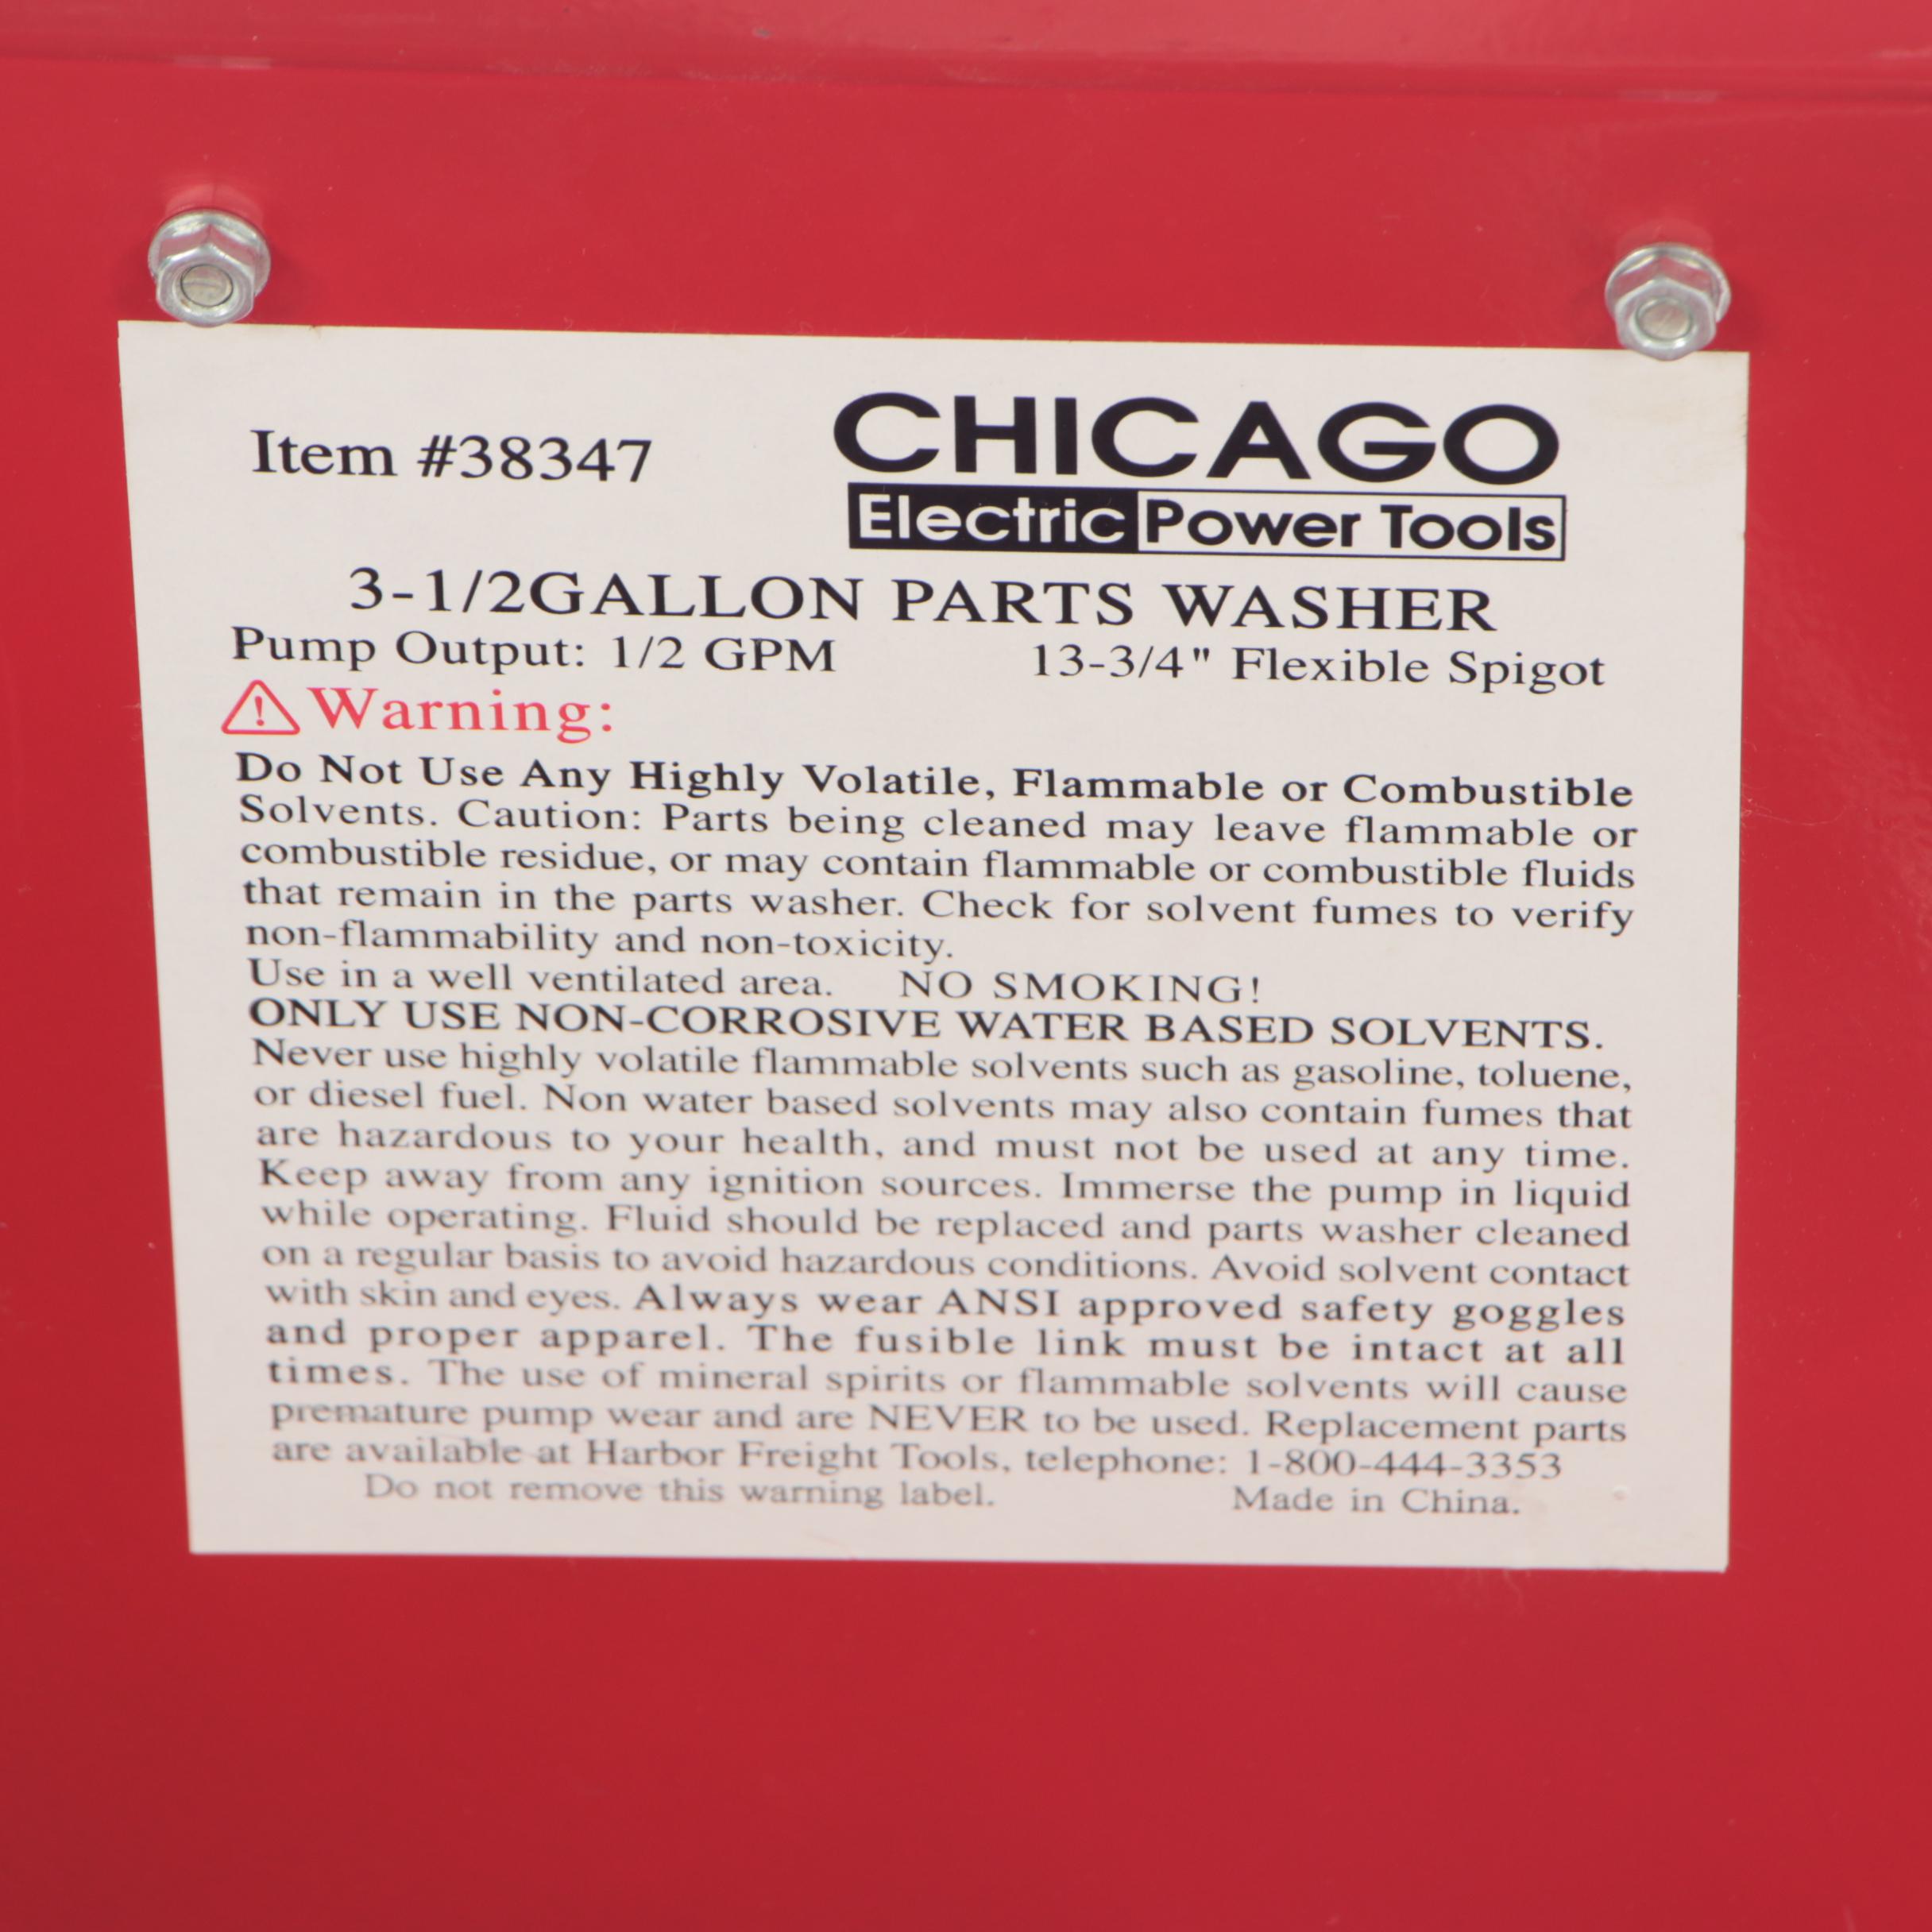 Item #38347
CHICAGO
Electric Power Tools
3-1/2GALLON PARTS WASHER
Pump Output: 1/2 GPM 13-3/4" Flexible Spigot
Warning:
Do Not Use Any Highly Volatile, Flammable or Combustible
Solvents. Caution: Parts being cleaned may leave flammable or
combustible residue, or may contain flammable or combustible fluids
that remain in the parts washer. Check for solvent fumes to verify
non-flammability and non-toxicity.
Use in a well ventilated area. NO SMOKING!
ONLY USE NON-CORROSIVE WATER BASED SOLVENTS.
Never use highly volatile flammable solvents such as gasoline, toluene,
or diesel fuel. Non water based solvents may also contain fumes that
are hazardous to your health, and must not be used at any time.
Keep away from any ignition sources. Immerse the pump in liquid
while operating. Fluid should be replaced and parts washer cleaned
on a regular basis to avoid hazardous conditions. Avoid solvent contact
with skin and eyes. Always wear ANSI approved safety goggles
and proper apparel. The fusible link must be intact at all
times. The use of mineral spirits or flammable solvents will cause
premature pump wear and are NEVER to be used. Replacement parts
are available at Harbor Freight Tools, telephone: 1-800-444-3353
Do not remove this warning label. Made in China.